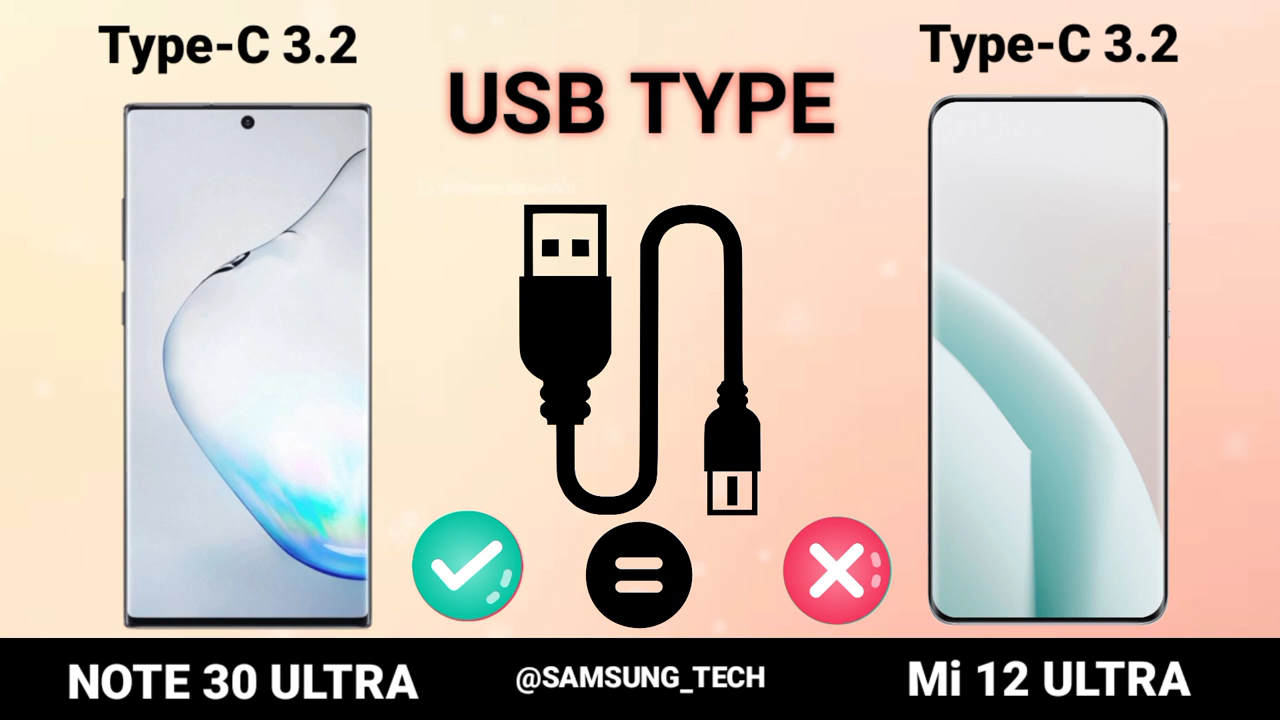 Type-C 3.2
Type-C 3.2
USB TYPE
NOTE 30 ULTRA
@SAMSUNG_TECH
Mi 12 ULTRA